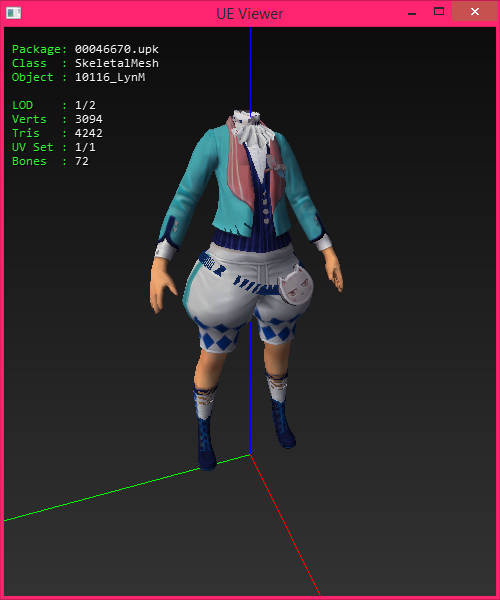 UE Viewer
Package: 00046670.upk
Class  : SkeletalMesh
Object : 10116_LynM
LOD    : 1/2
Verts  : 3094
Tris   : 4242
UV Set : 1/1
Bones  : 72